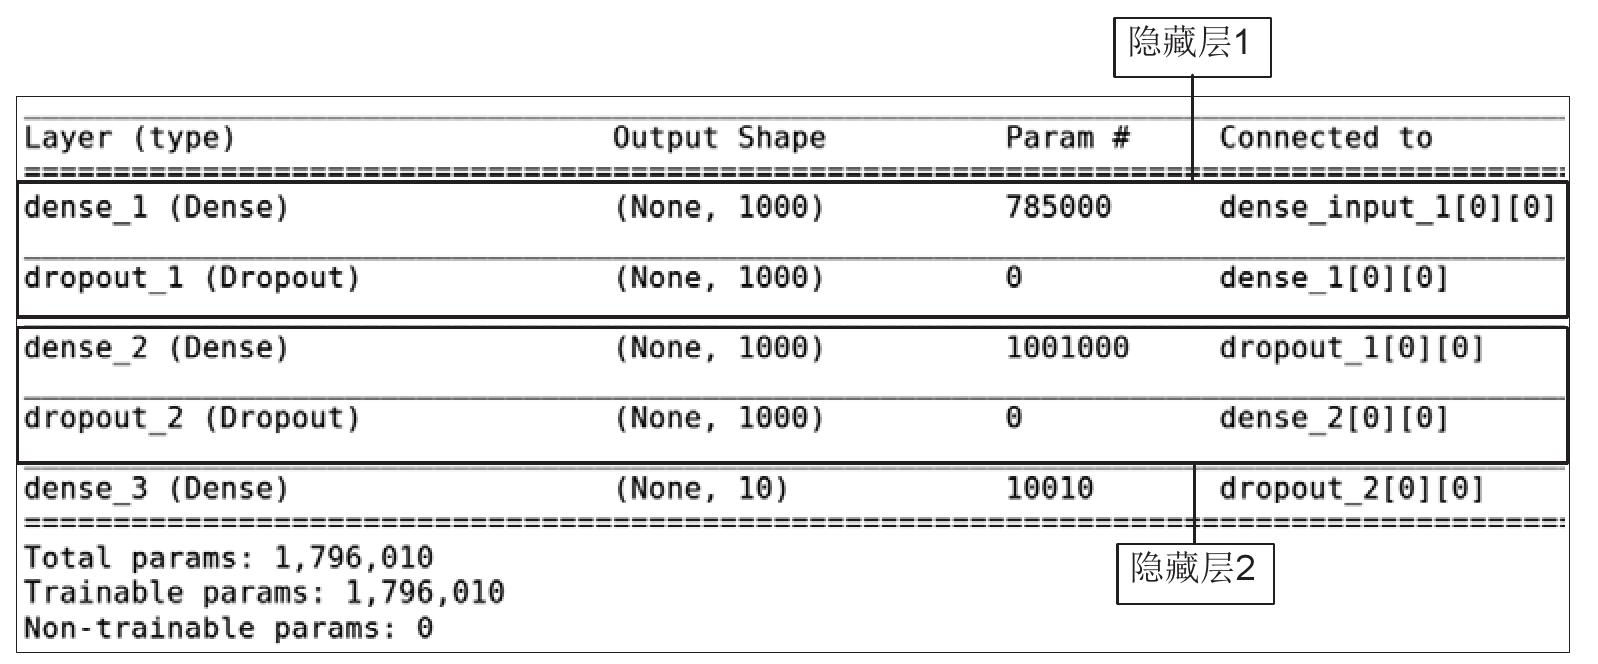 隐藏层1
Layer (type) Output Shape Param # Connected to
dense_1 (Dense) (None, 1000) 785000 dense_input_1[0][0]
dropout_1 (Dropout) (None, 1000) 0 dense_1[0][0]
dense_2 (Dense) (None, 1000) 1001000 dropout_1[0][0]
dropout_2 (Dropout) (None, 1000) 0 dense_2[0][0]
dense_3 (Dense) (None, 10) 10010 dropout_2[0][0]
Total params: 1,796,010
隐藏层2
Trainable params: 1,796,010
Non-trainable params: 0